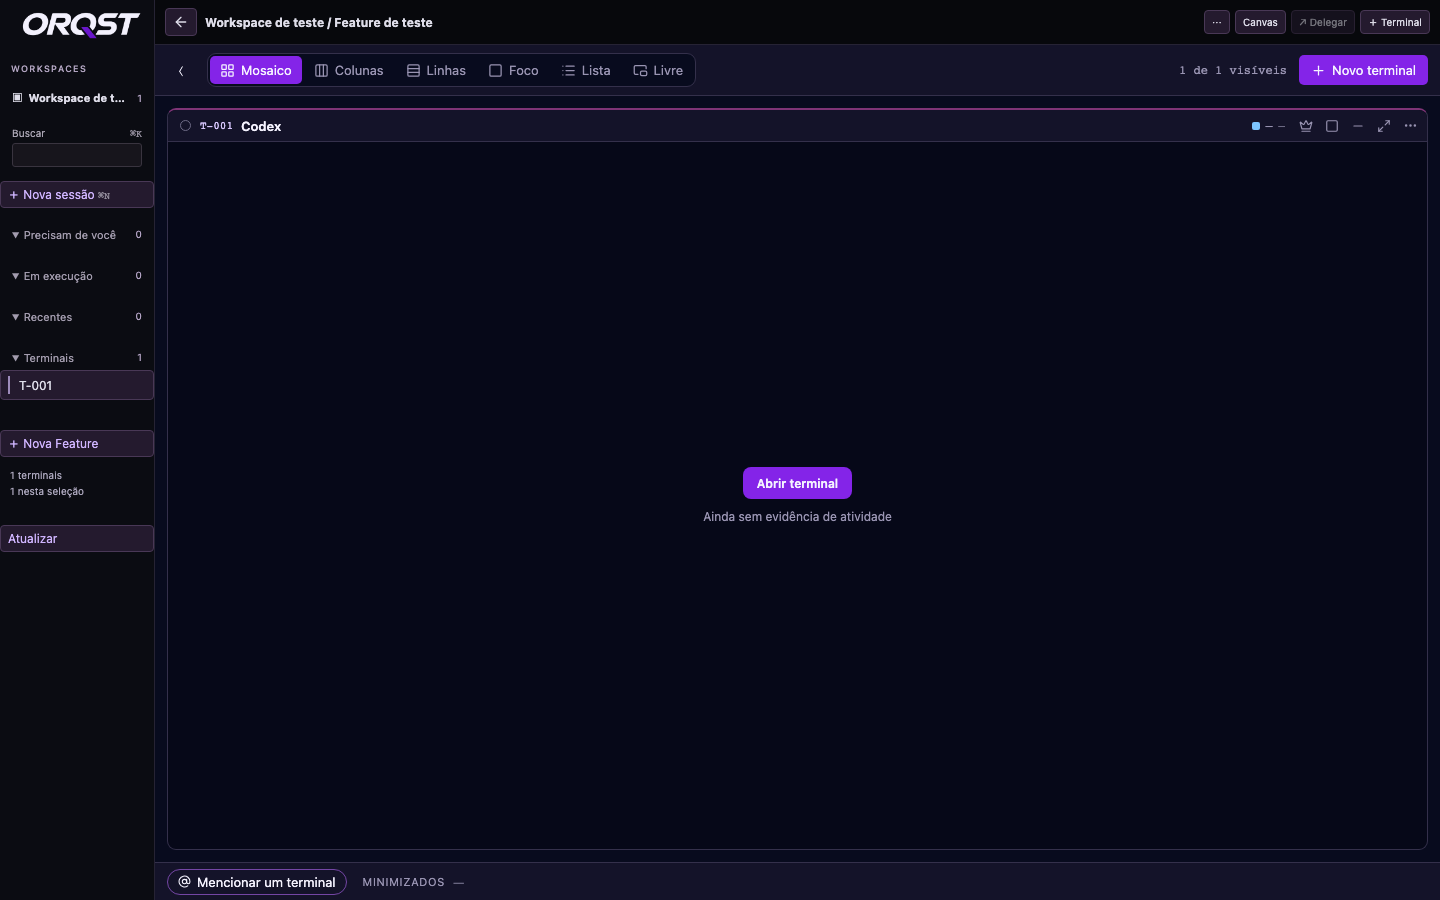 ORQST
WORKSPACES
Workspace de t... 1
Buscar ⌘K
+ Nova sessão ⌘N
▼ Precisam de você 0
▼ Em execução 0
▼ Recentes 0
▼ Terminais 1
T-001
+ Nova Feature
1 terminais
1 nesta seleção
Atualizar
← Workspace de teste / Feature de teste
... Canvas ↗ Delegar + Terminal
‹ Mosaico Colunas Linhas Foco Lista Livre 1 de 1 visíveis + Novo terminal
T-001 Codex — — ...
Abrir terminal
Ainda sem evidência de atividade
@ Mencionar um terminal MINIMIZADOS —